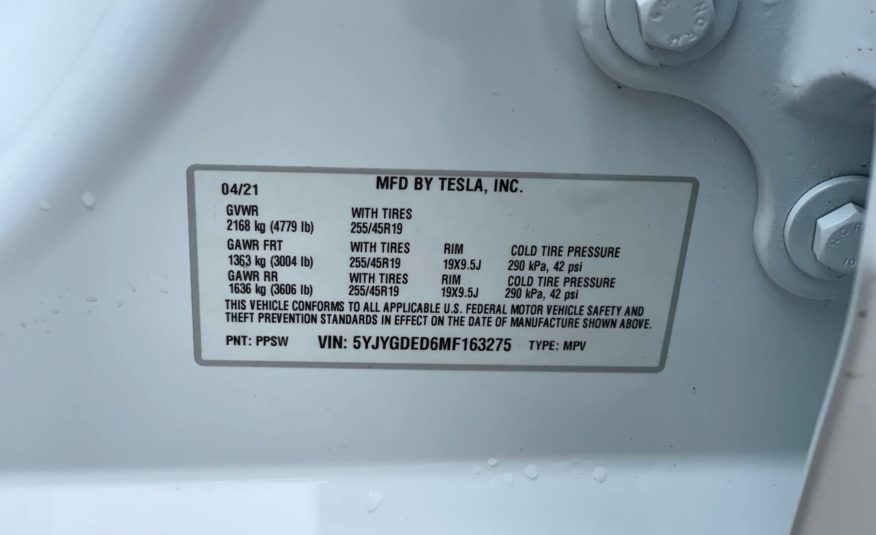 04/21 MFD BY TESLA, INC.
GVWR WITH TIRES
2168 kg (4779 lb) 255/45R19
GAWR FRT WITH TIRES RIM COLD TIRE PRESSURE
1363 kg (3004 lb) 255/45R19 19X9.5J 290 kPa, 42 psi
GAWR RR WITH TIRES RIM COLD TIRE PRESSURE
1636 kg (3606 lb) 255/45R19 19X9.5J 290 kPa, 42 psi
THIS VEHICLE CONFORMS TO ALL APPLICABLE U.S. FEDERAL MOTOR VEHICLE SAFETY AND
THEFT PREVENTION STANDARDS IN EFFECT ON THE DATE OF MANUFACTURE SHOWN ABOVE.
PNT: PPSW VIN: 5YJYGDED6MF163275 TYPE: MPV